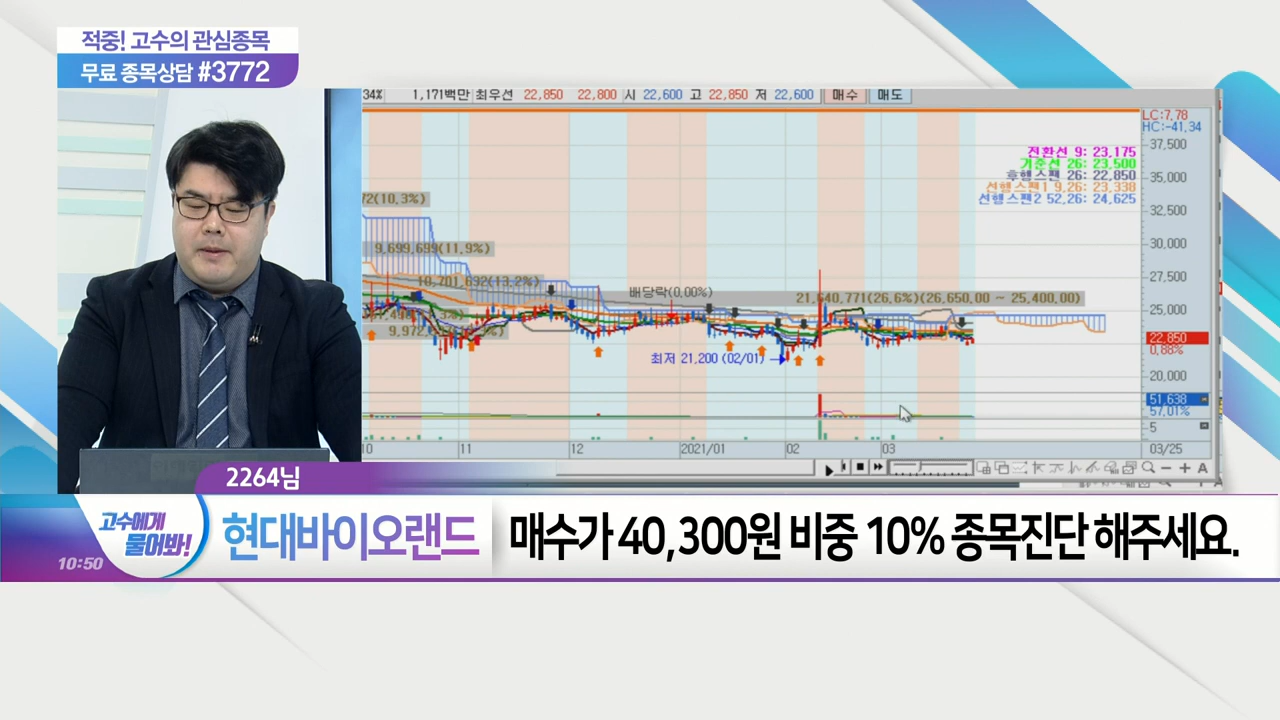 적중! 고수의 관심종목
무료 종목상담 #3772
34% 1,171백만 최우선 22,850 22,800 시 22,600 고 22,850 저 22,600 매수 매도
LC:7.78
HC:-41.34
전환선 9: 23,175
기준선 26: 23,500
후행스팬 26: 22,850
선행스팬1 9,26: 23,338
선행스팬2 52,26: 24,625
37,500
35,000
32,500
30,000
27,500
25,000
22,850
0.88%
20,000
51,638
57.01%
5
72(10.3%)
9,699,699(11.9%)
10,701,692(13.2%)
배당락(0.00%)
21,640,771(26.6%)(26,650.00 ~ 25,400.00)
최저 21,200 (02/01)
10 11 12 2021/01 02 03 03/25
2264님
고수에게
물어봐!
10:50
현대바이오랜드
매수가 40,300원 비중 10% 종목진단 해주세요.